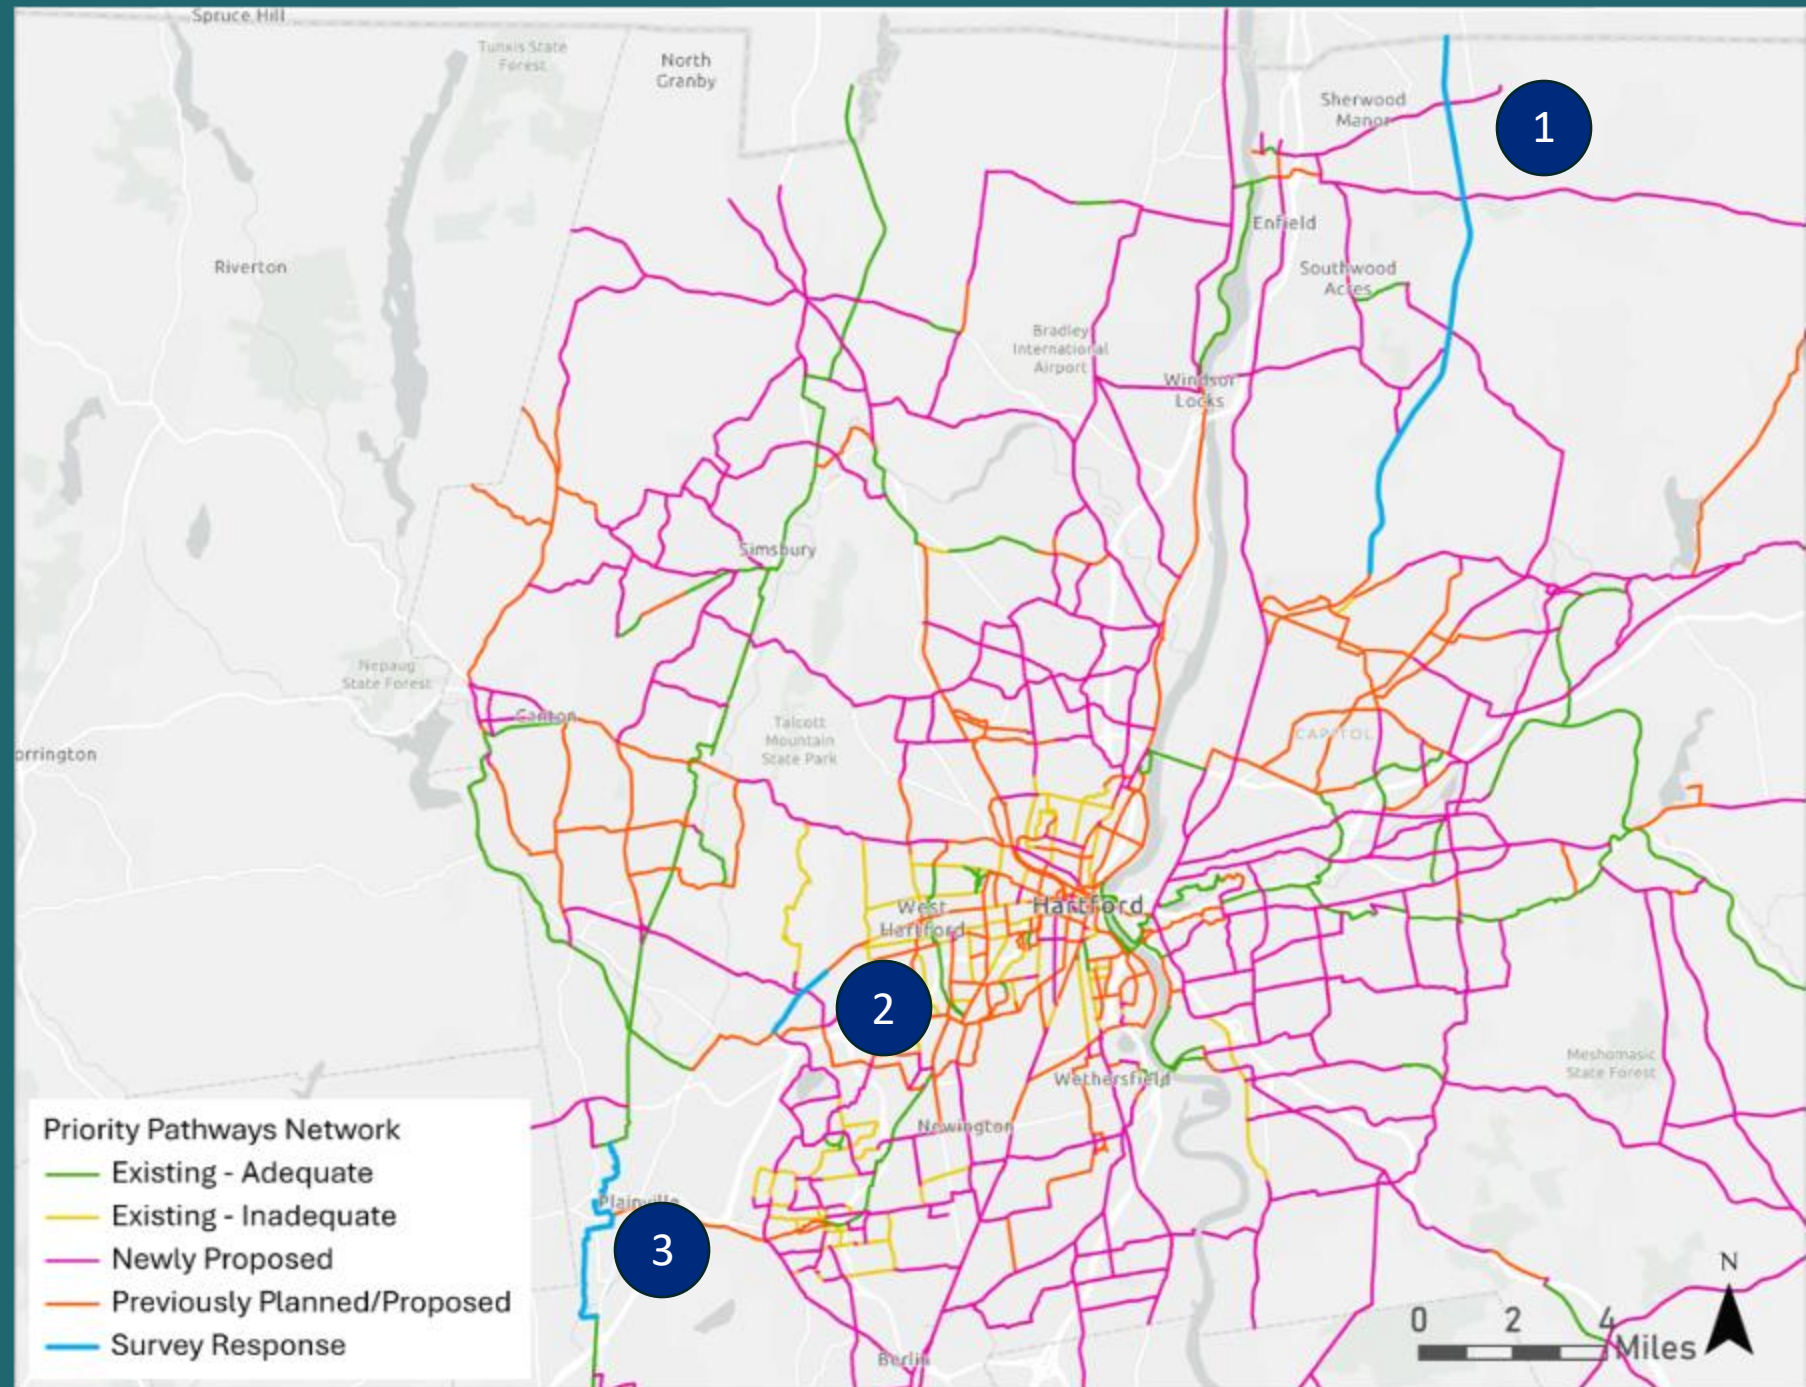 Spruce Hill
Tunxis State
Forest
North
Granby
Sherwood
Manor
1
Enfield
Riverton
Southwood
Acres
Bradley
International
Airport
Windsor
Locks
Simsbury
Nepaug
State Forest
Canton
Talcott
Mountain
State Park
CAPITOL
orrington
West
Hartford
Hartford
2
Wethersfield
Meshomasic
State Forest
Newington
Plainville
3
Berlin
Priority Pathways Network
Existing - Adequate
Existing - Inadequate
Newly Proposed
Previously Planned/Proposed
Survey Response
N
0 2 4
Miles